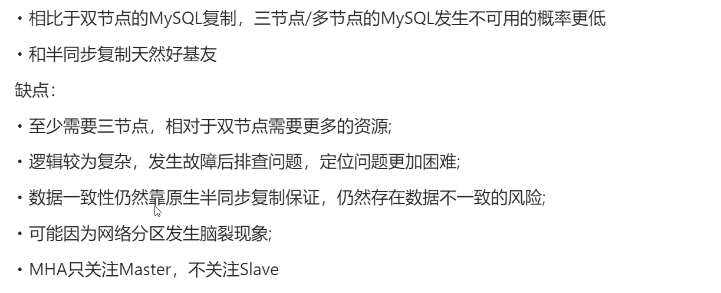 • 相比于双节点的MySQL复制，三节点/多节点的MySQL发生不可用的概率更低
• 和半同步复制天然好基友
缺点：
• 至少需要三节点，相对于双节点需要更多的资源;
• 逻辑较为复杂，发生故障后排查问题，定位问题更加困难;
• 数据一致性仍然靠原生半同步复制保证，仍然存在数据不一致的风险;
• 可能因为网络分区发生脑裂现象;
• MHA只关注Master，不关注Slave